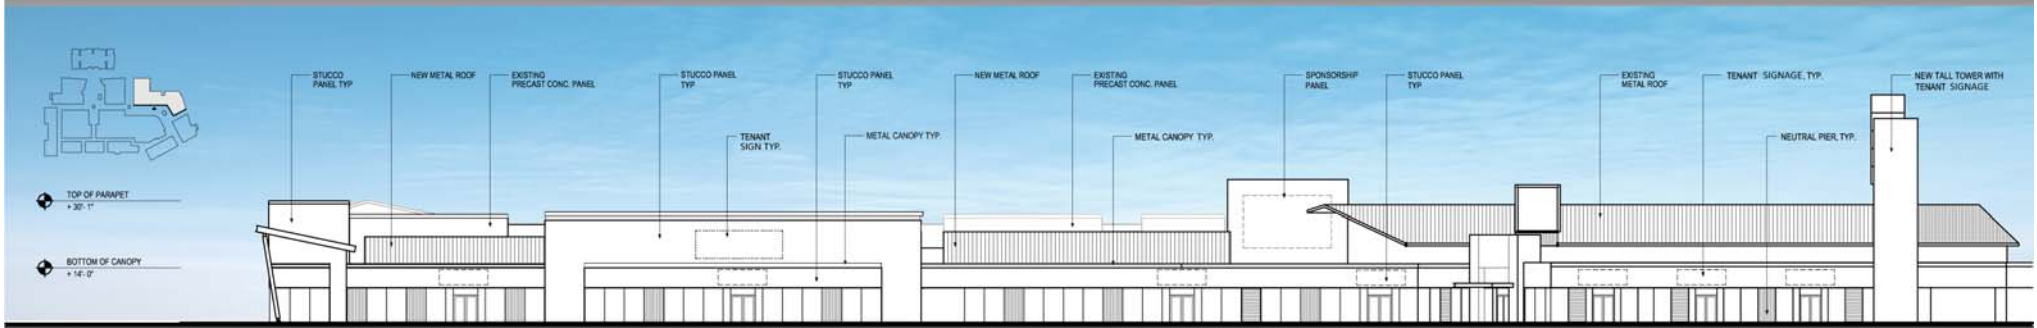 STUCCO
PANEL TYP
NEW METAL ROOF
EXISTING
PRECAST CONC. PANEL
STUCCO PANEL
TYP
STUCCO PANEL
TYP
NEW METAL ROOF
EXISTING
PRECAST CONC. PANEL
SPONSORSHIP
PANEL
STUCCO PANEL
TYP
EXISTING
METAL ROOF
TENANT SIGNAGE, TYP.
NEW TALL TOWER WITH
TENANT SIGNAGE
TENANT
SIGN TYP.
METAL CANOPY TYP.
METAL CANOPY TYP.
NEUTRAL PIER, TYP.
TOP OF PARAPET
+ 30'- 1"
BOTTOM OF CANOPY
+ 14'- 0"